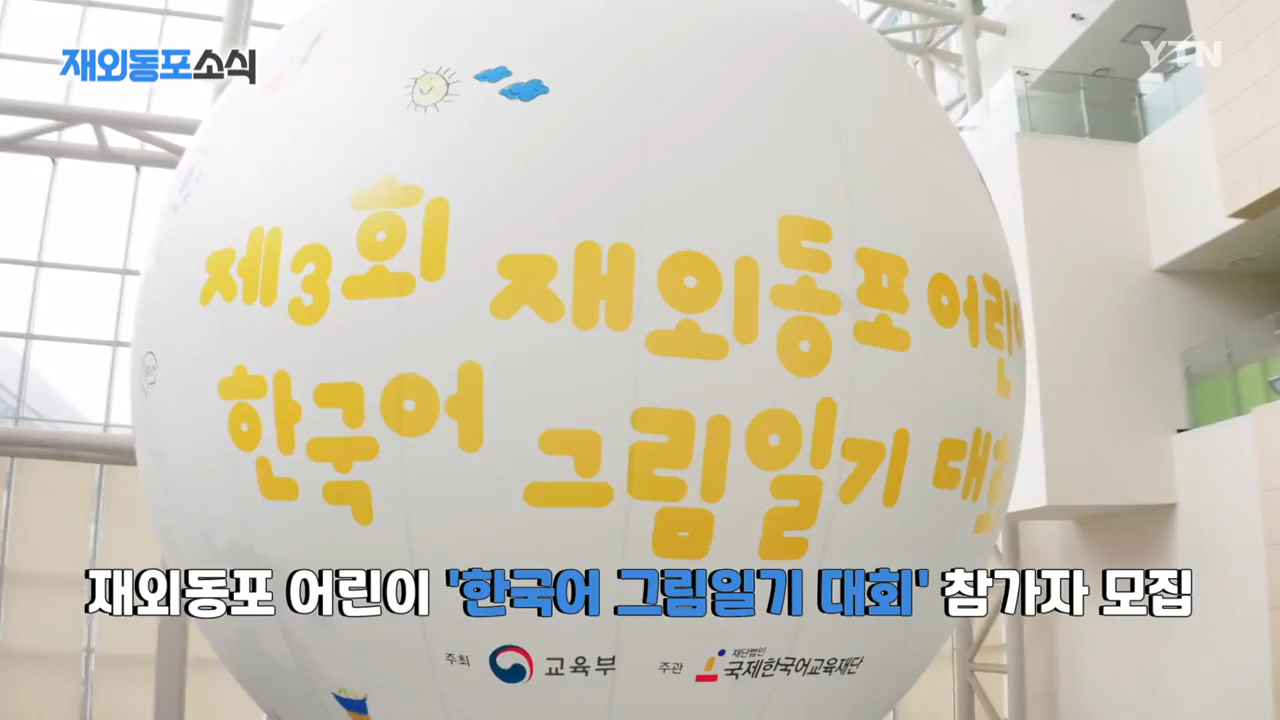 재외동포소식
YTN
제3회 재외동포 어린
한국어 그림일기 대
재외동포 어린이 '한국어 그림일기 대회' 참가자 모집
주최 교육부 주관 재단법인 국제한국어교육재단